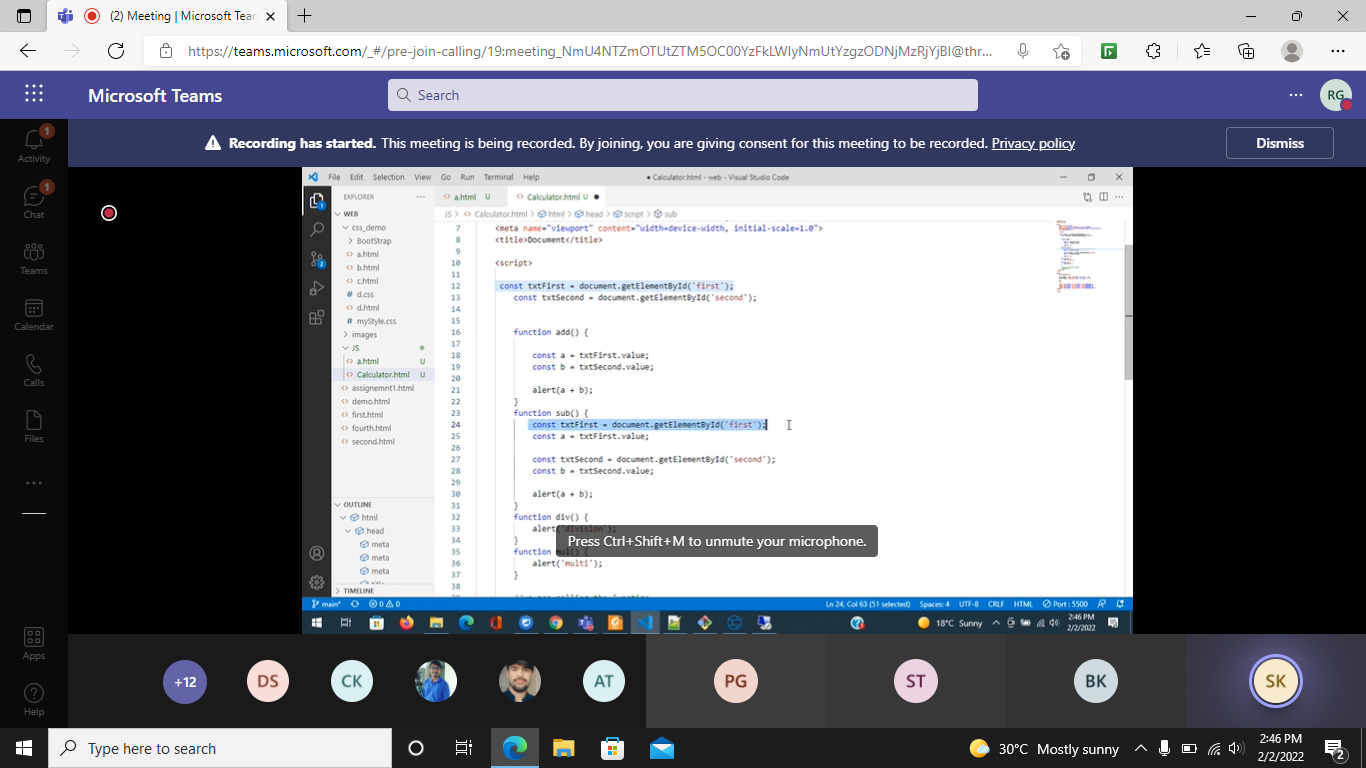 (2) Meeting | Microsoft Tear
https://teams.microsoft.com/_#/pre-join-calling/19:meeting_NmU4NTZmOTUtZTM5OC00YzFkLWIyNmUtYzgzODNjMzRjYjBl@thr...
Microsoft Teams
Search
RG
Recording has started. This meeting is being recorded. By joining, you are giving consent for this meeting to be recorded. Privacy policy
Dismiss
1
Activity
1
Chat
Teams
Calendar
Calls
Files
Apps
Help
File Edit Selection View Go Run Terminal Help
● Calculator.html - web - Visual Studio Code
EXPLORER
WEB
css_demo
BootStrap
a.html
b.html
c.html
d.css
d.html
myStyle.css
images
JS
a.html U
Calculator.html U
assignemnt1.html
demo.html
first.html
fourth.html
second.html
OUTLINE
html
head
meta
meta
meta
TIMELINE
a.html U
Calculator.html U ●
JS > Calculator.html > html > head > script > sub
7 <meta name="viewport" content="width=device-width, initial-scale=1.0">
8 <title>Document</title>
9
10 <script>
11
12 const txtFirst = document.getElementById('first');
13 const txtSecond = document.getElementById('second');
14
15
16 function add() {
17
18 const a = txtFirst.value;
19 const b = txtSecond.value;
20
21 alert(a + b);
22 }
23 function sub() {
24 const txtFirst = document.getElementById('first');
25 const a = txtFirst.value;
26
27 const txtSecond = document.getElementById('second');
28 const b = txtSecond.value;
29
30 alert(a + b);
31 }
32 function div() {
33 alert('division');
34 }
35 function mul() {
36 alert('multi');
37 }
38
Press Ctrl+Shift+M to unmute your microphone.
main* 0 0
Ln 24, Col 63 (51 selected) Spaces: 4 UTF-8 CRLF HTML Port : 5500
18°C Sunny
2:46 PM
2/2/2022
+12
DS
CK
AT
PG
ST
BK
SK
Type here to search
30°C Mostly sunny
2:46 PM
2/2/2022
2